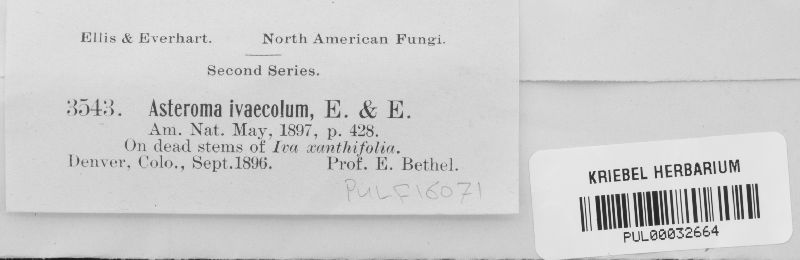 Ellis & Everhart. North American Fungi.
Second Series.
3543. Asteroma ivaecolum, E. & E.
Am. Nat. May, 1897, p. 428.
On dead stems of Iva xanthifolia.
Denver, Colo., Sept.1896. Prof. E. Bethel.
PULF16071
KRIEBEL HERBARIUM
PUL00032664